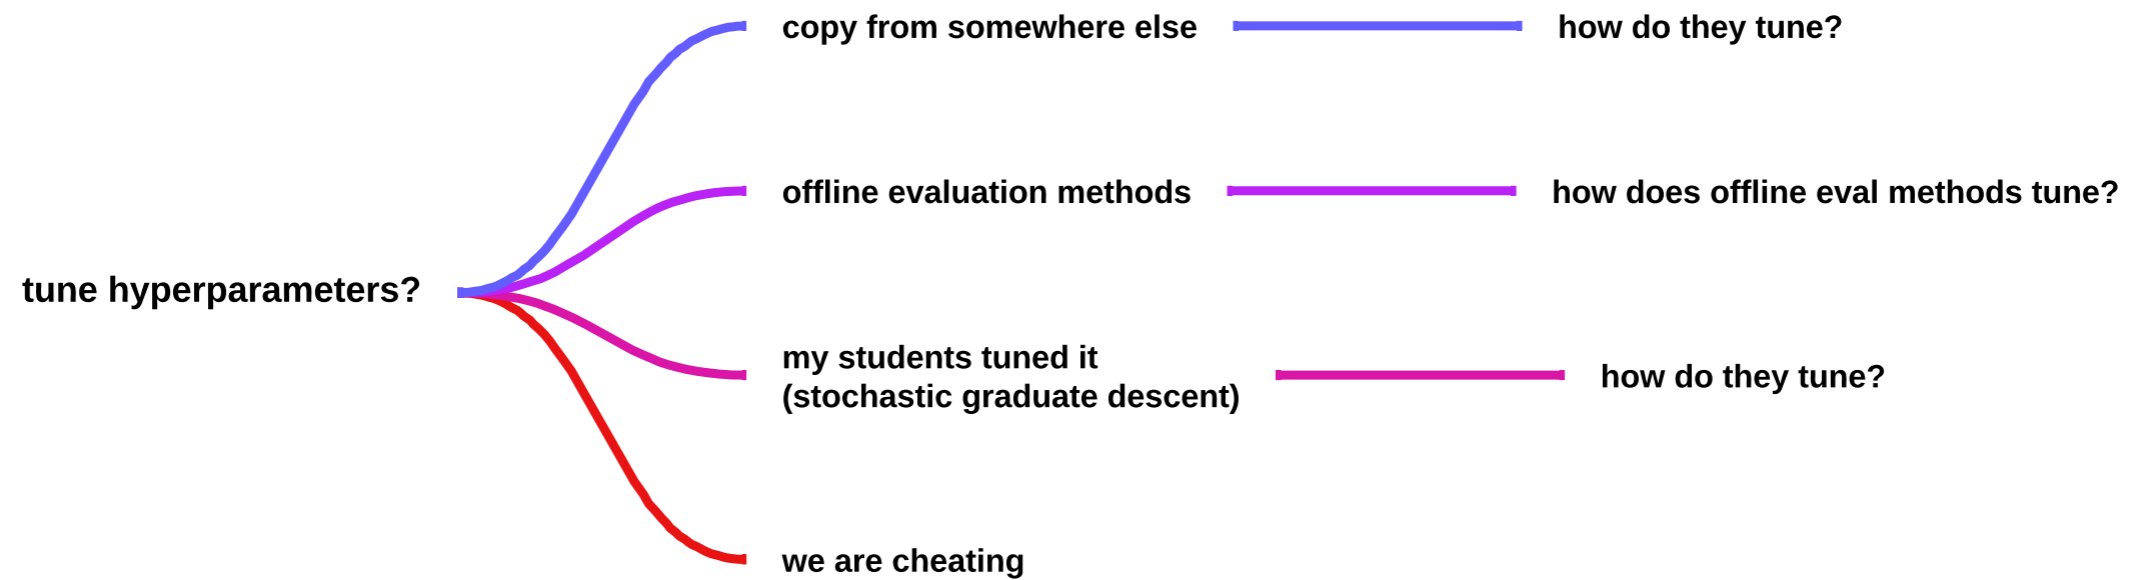 copy from somewhere else
how do they tune?
offline evaluation methods
how does offline eval methods tune?
tune hyperparameters?
my students tuned it
(stochastic graduate descent)
how do they tune?
we are cheating